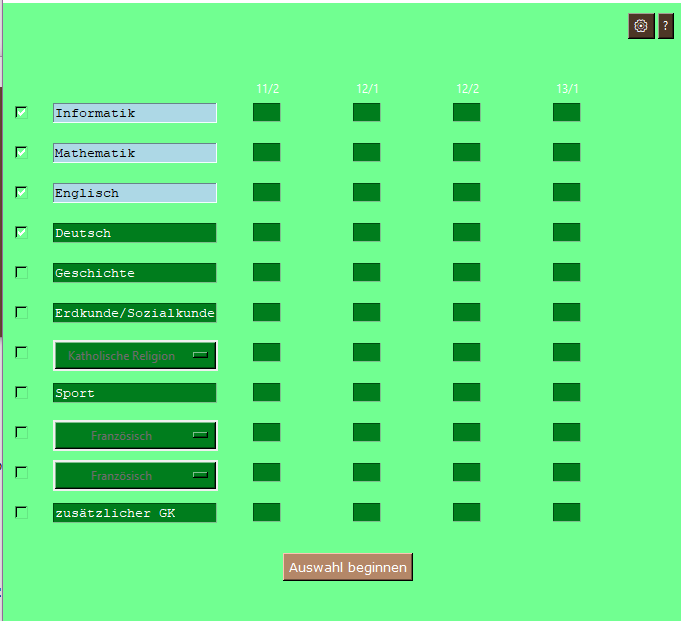 ?
11/2 12/1 12/2 13/1
Informatik
Mathematik
Englisch
Deutsch
Geschichte
Erdkunde/Sozialkunde
Katholische Religion
Sport
Französisch
Französisch
zusätzlicher GK
Auswahl beginnen